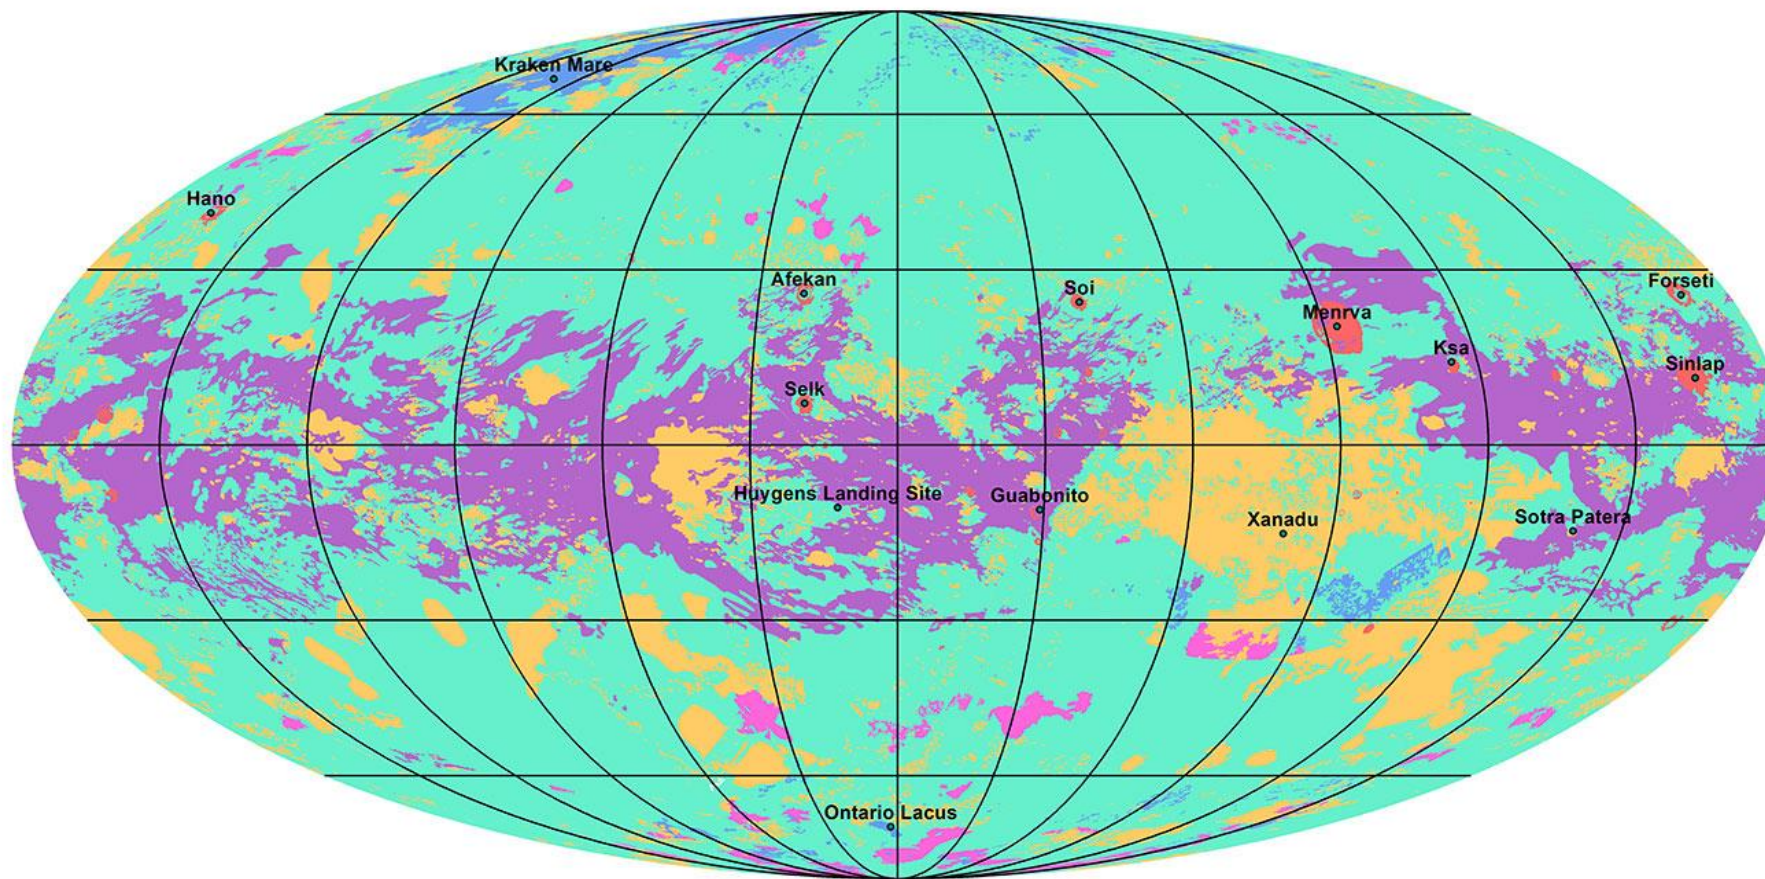 Kraken Mare
Hano
Afekan
Soi
Forseti
Menrva
Ksa
Sinlap
Selk
Huygens Landing Site
Guabonito
Xanadu
Sotra Patera
Ontario Lacus